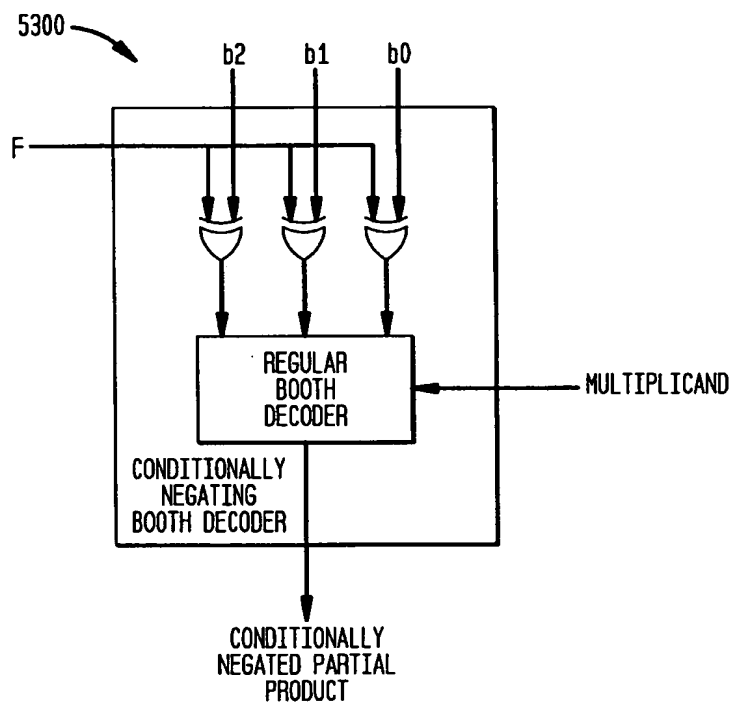 5300
b2 b1 b0
F
REGULAR
BOOTH
DECODER
MULTIPLICAND
CONDITIONALLY
NEGATING
BOOTH DECODER
CONDITIONALLY
NEGATED PARTIAL
PRODUCT